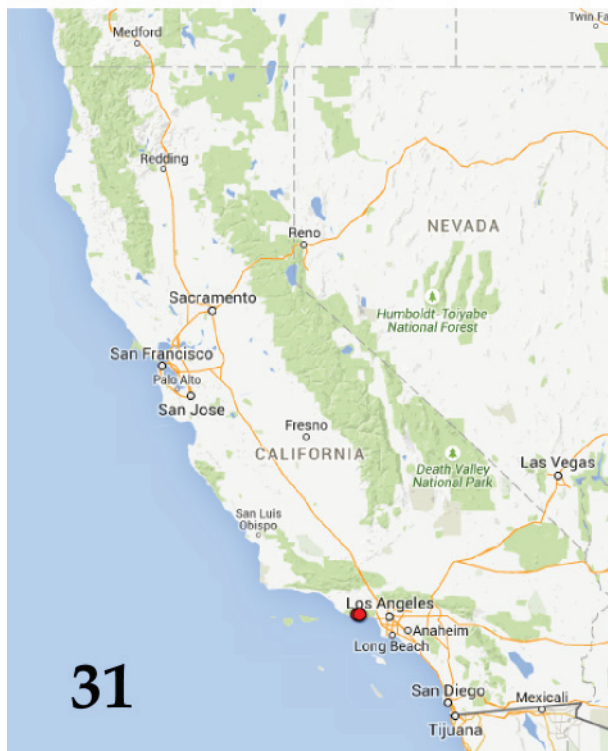 Twin Fa
Medford
Redding
Reno
NEVADA
Sacramento
Humboldt-Toiyabe
National Forest
San Francisco
Palo Alto
San Jose
Fresno
CALIFORNIA
Death Valley
National Park
Las Vegas
San Luis
Obispo
Los Angeles
Anaheim
Long Beach
31
San Diego
Mexicali
Tijuana